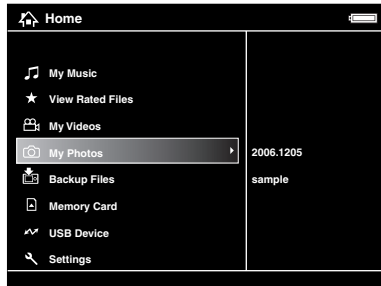 Home
My Music
View Rated Files
My Videos
My Photos
2006.1205
Backup Files
sample
Memory Card
USB Device
Settings